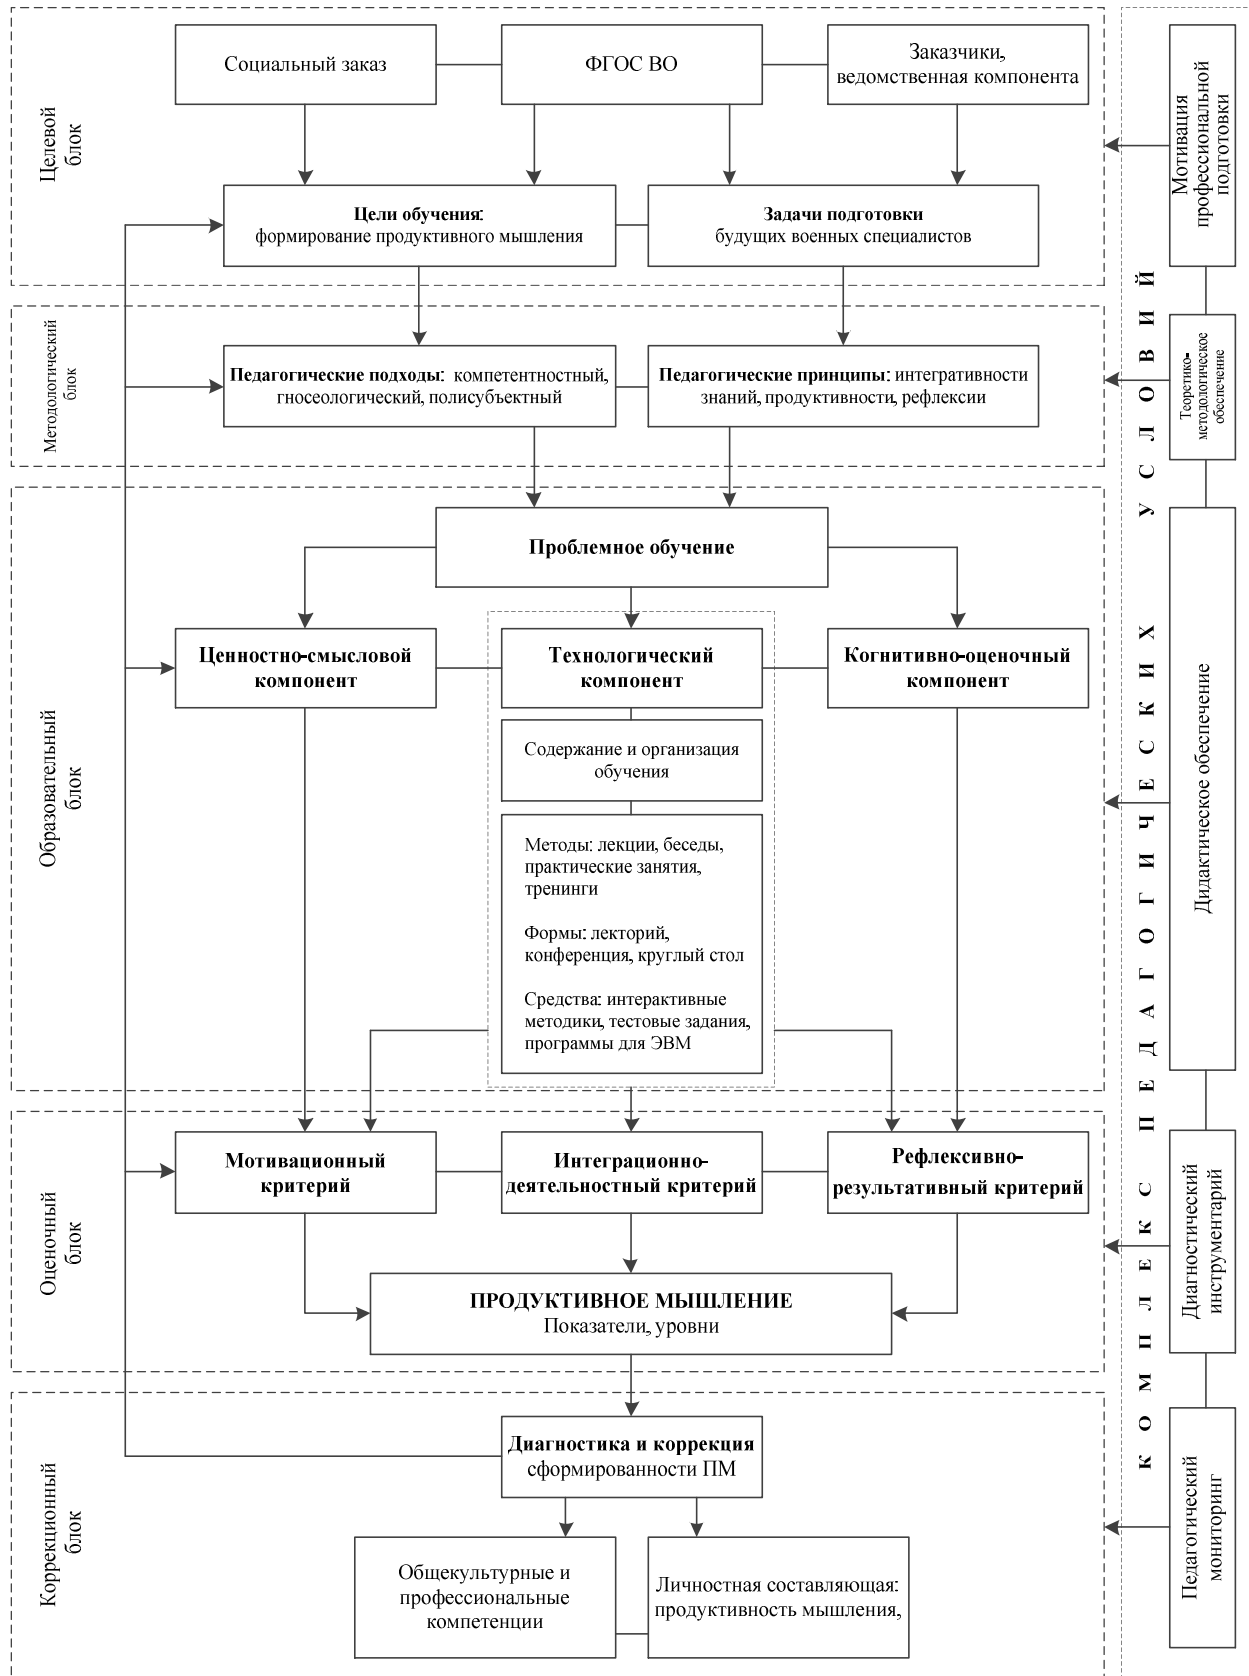 Целевой
блок
Социальный заказ
ФГОС ВО
Заказчики,
ведомственная компонента
Цели обучения:
формирование продуктивного мышления
Задачи подготовки
будущих военных специалистов
Методологический
блок
Педагогические подходы: компетентностный,
гносеологический, полисубъектный
Педагогические принципы: интегративности
знаний, продуктивности, рефлексии
Образовательный
блок
Проблемное обучение
Ценностно-смысловой
компонент
Технологический
компонент
Когнитивно-оценочный
компонент
Содержание и организация
обучения
Методы: лекции, беседы,
практические занятия,
тренинги
Формы: лекторий,
конференция, круглый стол
Средства: интерактивные
методики, тестовые задания,
программы для ЭВМ
Оценочный
блок
Мотивационный
критерий
Интеграционно-
деятельностный критерий
Рефлексивно-
результативный критерий
ПРОДУКТИВНОЕ МЫШЛЕНИЕ
Показатели, уровни
Коррекционный
блок
Диагностика и коррекция
сформированности ПМ
Общекультурные и
профессиональные
компетенции
Личностная составляющая:
продуктивность мышления,
КОМПЛЕКС ПЕДАГОГИЧЕСКИХ УСЛОВИЙ
Мотивация
профессиональной
подготовки
Теоретико-
методологическое
обеспечение
Дидактическое обеспечение
Диагностический
инструментарий
Педагогический
мониторинг